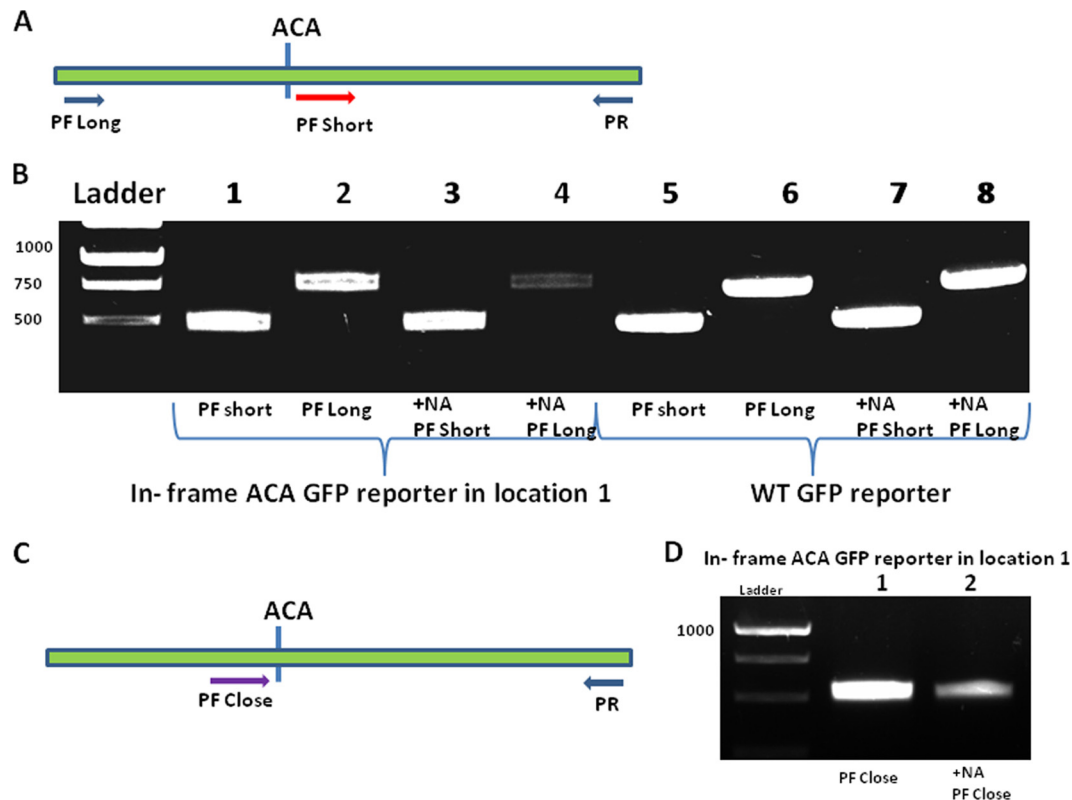 A
ACA
PF Long
PF Short
PR
B
Ladder 1 2 3 4 5 6 7 8
1000
750
500
PF short PF Long +NA PF Short +NA PF Long PF short PF Long +NA PF Short +NA PF Long
In- frame ACA GFP reporter in location 1 WT GFP reporter
C
ACA
PF Close
PR
D
In- frame ACA GFP reporter in location 1
Ladder 1 2
1000
PF Close +NA PF Close